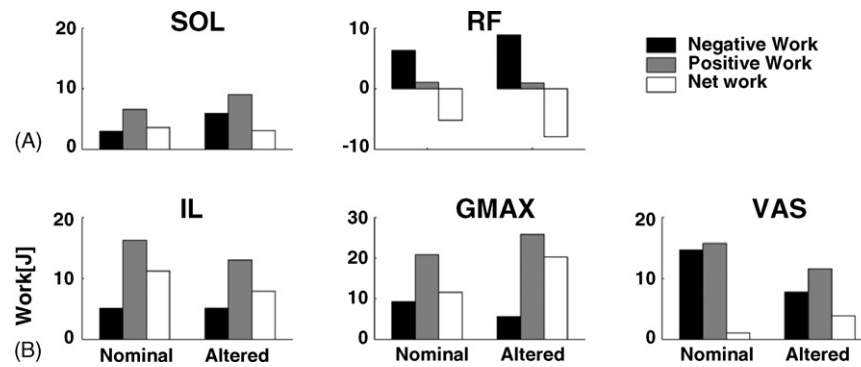 SOL
20
10
0
(A)
RF
10
0
-10
Negative Work
Positive Work
Net work
Work[J]
IL
20
10
0
(B)
Nominal Altered
GMAX
30
20
10
0
Nominal Altered
VAS
20
10
0
Nominal Altered